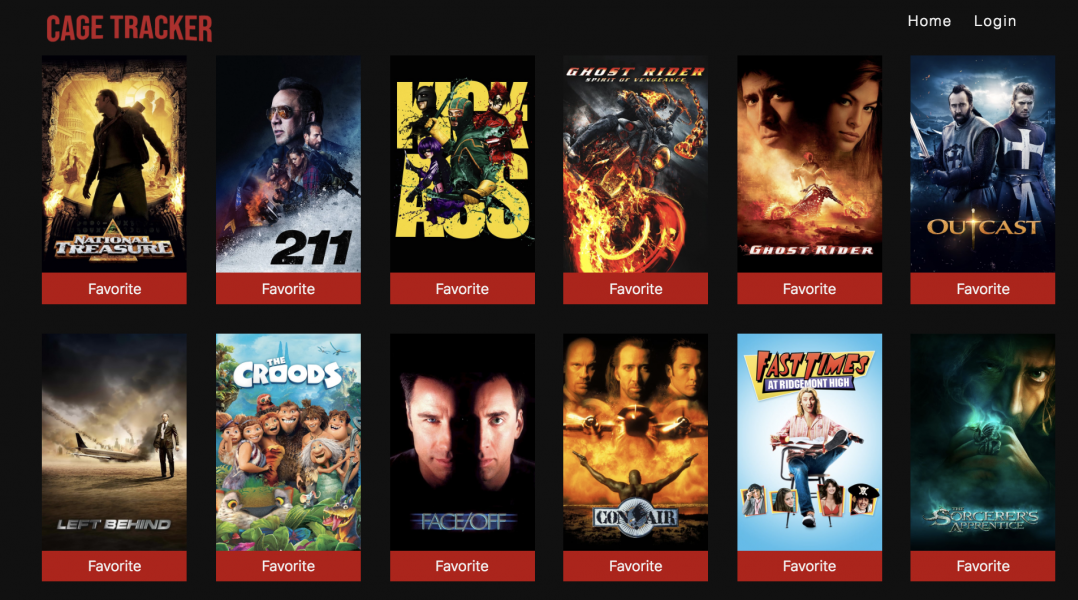 CAGE TRACKER
Home Login
NATIONAL
TREASURE
211
KICK
ASS
GHOST RIDER
SPIRIT OF VENGEANCE
GHOST RIDER
OUTCAST
Favorite Favorite Favorite Favorite Favorite Favorite
LEFT BEHIND
THE
CROODS
FACE/OFF
CON AIR
FAST TIMES
AT RIDGEMONT HIGH
THE
SORCERER'S
APPRENTICE
Favorite Favorite Favorite Favorite Favorite Favorite